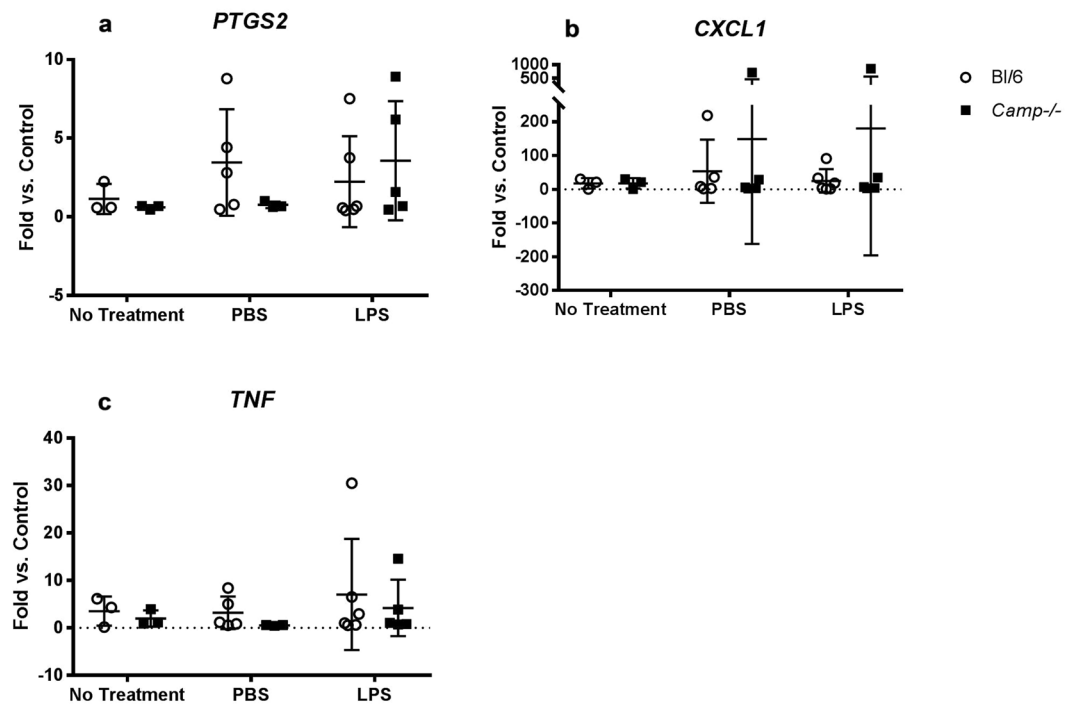 a
PTGS2
Fold vs. Control
10
5
0
-5
No Treatment PBS LPS
b
CXCL1
Fold vs. Control
1000
500
200
100
0
-100
-200
-300
No Treatment PBS LPS
Bl/6
Camp-/-
c
TNF
Fold vs. Control
40
30
20
10
0
-10
No Treatment PBS LPS